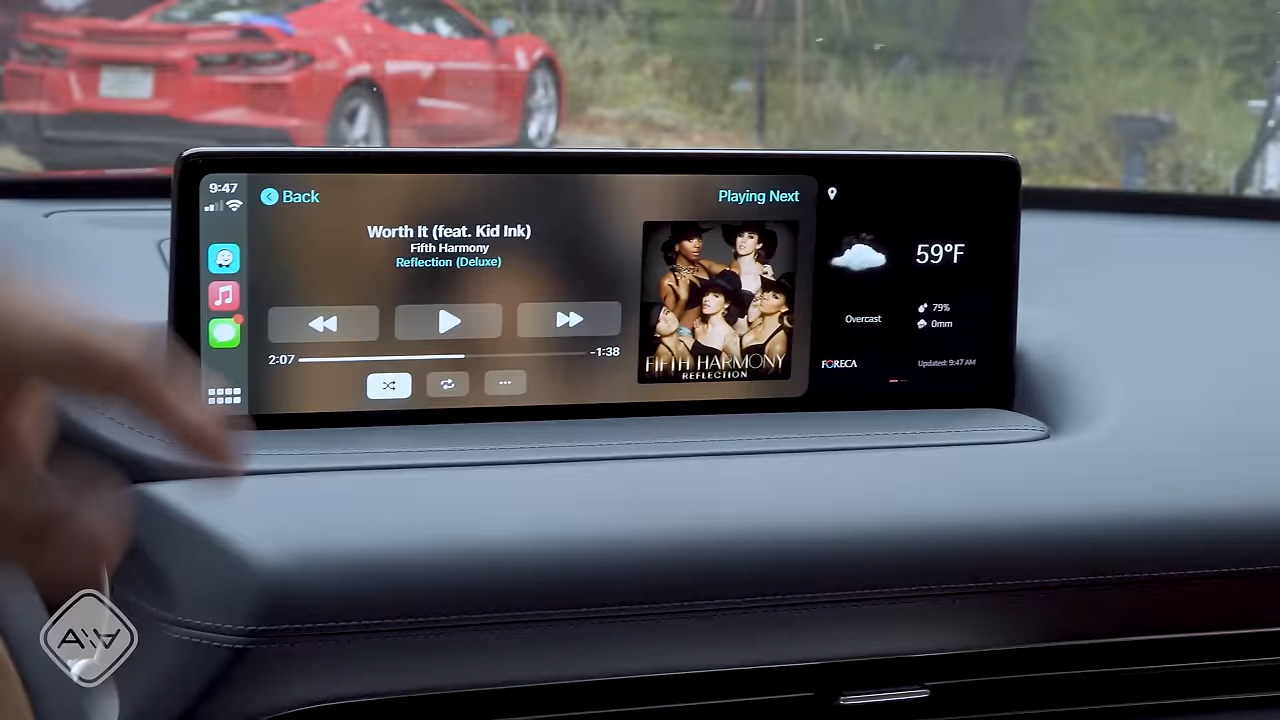 9:47
Back
Playing Next
Worth It (feat. Kid Ink)
Fifth Harmony
Reflection (Deluxe)
2:07
-1:38
FIFTH HARMONY
REFLECTION
59°F
Overcast
79%
0mm
FORECA
Updated: 9:47 AM